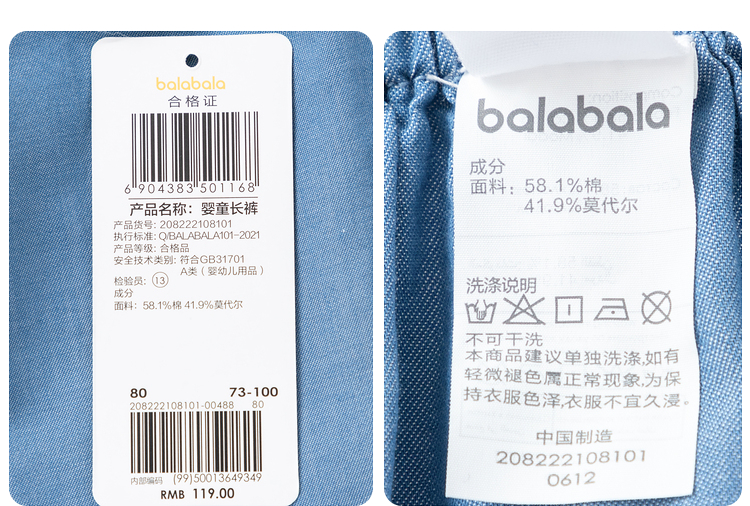 balabala
合格证
6 904383 501168
产品名称：婴童长裤
产品货号: 208222108101
执行标准: Q/BALABALA101-2021
产品等级: 合格品
安全技术类别: 符合GB31701
A类（婴幼儿用品）
检验员: 13
成分
面料: 58.1%棉 41.9%莫代尔
80 73-100
208222108101-00488 80
内部编码 (99)50013649349
RMB 119.00
balabala
成分
面料：58.1%棉
41.9%莫代尔
洗涤说明
不可干洗
本商品建议单独洗涤,如有
轻微褪色属正常现象,为保
持衣服色泽,衣服不宜久浸。
中国制造
208222108101
0612